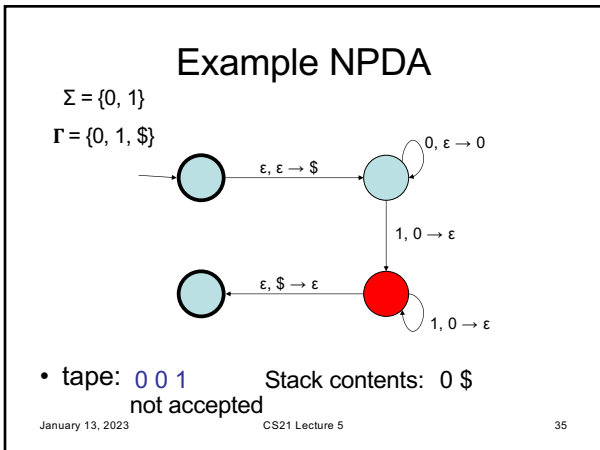 Example NPDA
Σ = {0, 1}
Γ = {0, 1, $}
0, ε → 0
ε, ε → $
1, 0 → ε
ε, $ → ε
1, 0 → ε
• tape: 0 0 1 Stack contents: 0 $
not accepted
January 13, 2023 CS21 Lecture 5 35